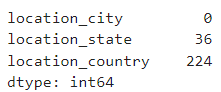 location_city 0
location_state 36
location_country 224
dtype: int64